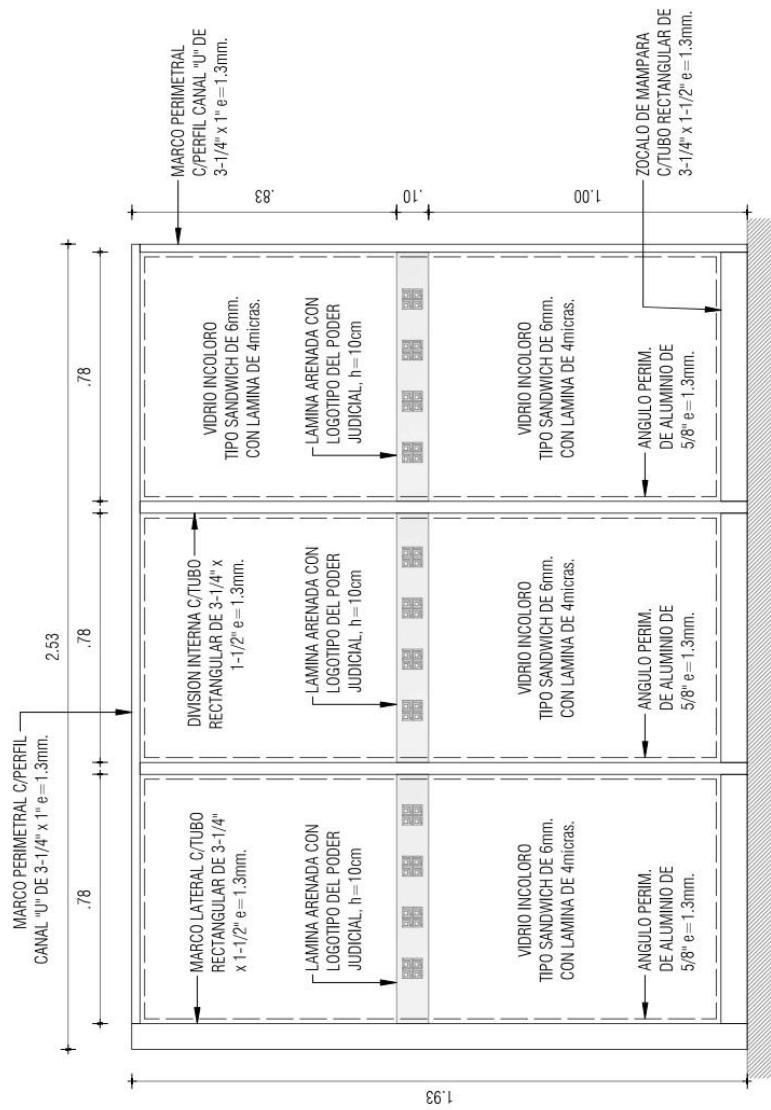 MARCO PERIMETRAL C/PERFIL
CANAL "U" DE 3-1/4" x 1" e=1.3mm.
2.53
.78
.78
.78
MARCO LATERAL C/TUBO
RECTANGULAR DE 3-1/4"
x 1-1/2" e=1.3mm.
DIVISION INTERNA C/TUBO
RECTANGULAR DE 3-1/4" x
1-1/2" e=1.3mm.
VIDRIO INCOLORO
TIPO SANDWICH DE 6mm.
CON LAMINA DE 4micras.
MARCO PERIMETRAL
C/PERFIL CANAL "U" DE
3-1/4" x 1" e=1.3mm.
LAMINA ARENADA CON
LOGOTIPO DEL PODER
JUDICIAL, h=10cm
LAMINA ARENADA CON
LOGOTIPO DEL PODER
JUDICIAL, h=10cm
LAMINA ARENADA CON
LOGOTIPO DEL PODER
JUDICIAL, h=10cm
1.93
.83
.10
1.00
VIDRIO INCOLORO
TIPO SANDWICH DE 6mm.
CON LAMINA DE 4micras.
VIDRIO INCOLORO
TIPO SANDWICH DE 6mm.
CON LAMINA DE 4micras.
VIDRIO INCOLORO
TIPO SANDWICH DE 6mm.
CON LAMINA DE 4micras.
ANGULO PERIM.
DE ALUMINIO DE
5/8" e=1.3mm.
ANGULO PERIM.
DE ALUMINIO DE
5/8" e=1.3mm.
ANGULO PERIM.
DE ALUMINIO DE
5/8" e=1.3mm.
ZOCALO DE MAMPARA
C/TUBO RECTANGULAR DE
3-1/4" x 1-1/2" e=1.3mm.